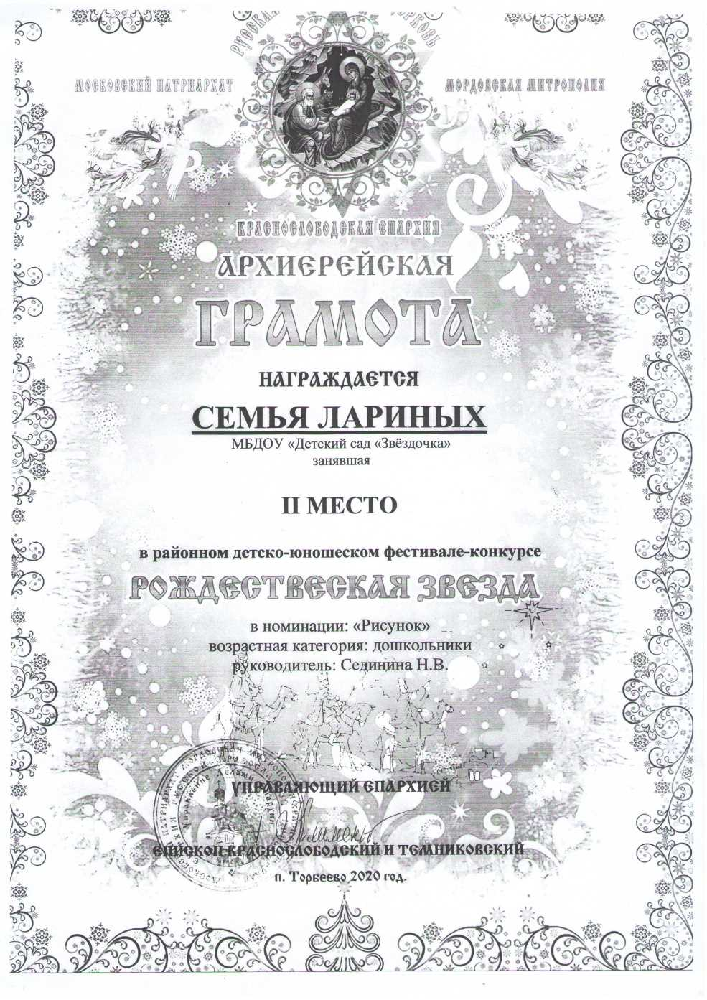 РУССКАЯ
ЦЕРКОВЬ
МОСКОВСКИЙ ПАТРИАРХАТ
МОРДОВСКАЯ МИТРОПОЛИЯ
КРАСНОСЛОБОДСКАЯ ЕПАРХИЯ
АРХИЕРЕЙСКАЯ
ГРАМОТА
НАГРАЖДАЕТСЯ
СЕМЬЯ ЛАРИНЫХ
МБДОУ «Детский сад «Звёздочка»
занявшая
II МЕСТО
в районном детско-юношеском фестивале-конкурсе
РОЖДЕСТВЕСКАЯ ЗВЕЗДА
в номинации: «Рисунок»
возрастная категория: дошкольники
руководитель: Сединина Н.В.
УПРАВЛЯЮЩИЙ ЕПАРХИЕЙ
ЕПИСКОП КРАСНОСЛОБОДСКИЙ И ТЕМНИКОВСКИЙ
п. Торбеево 2020 год.